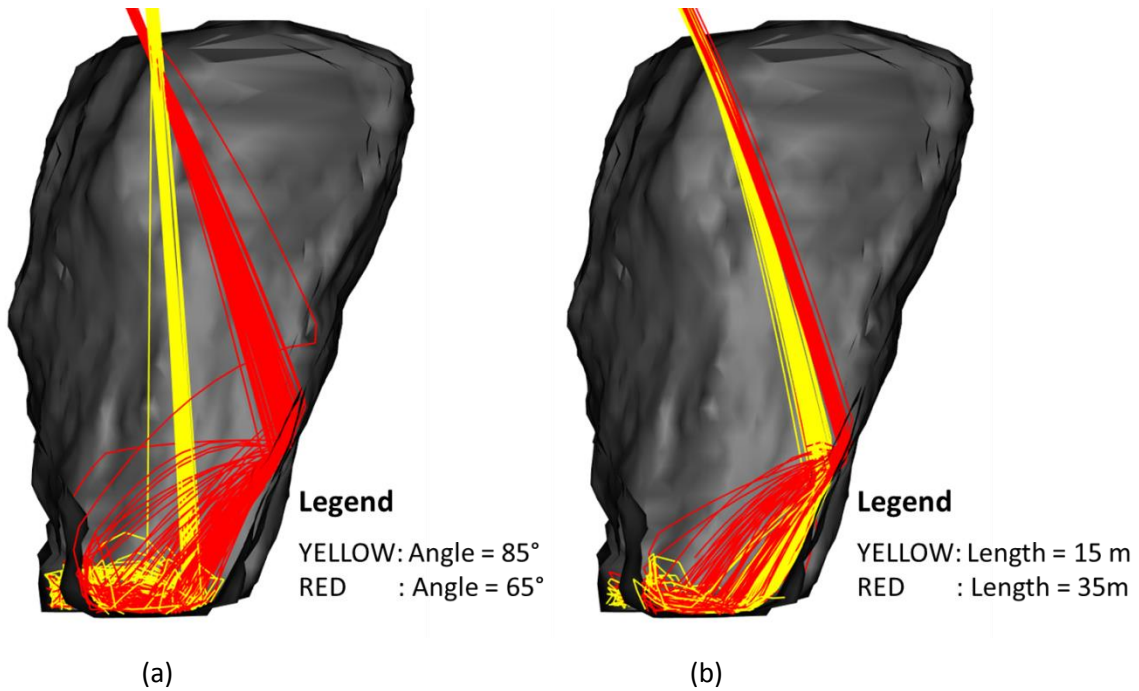 Legend
YELLOW: Angle = 85°
RED : Angle = 65°
Legend
YELLOW: Length = 15 m
RED : Length = 35m
(a)
(b)